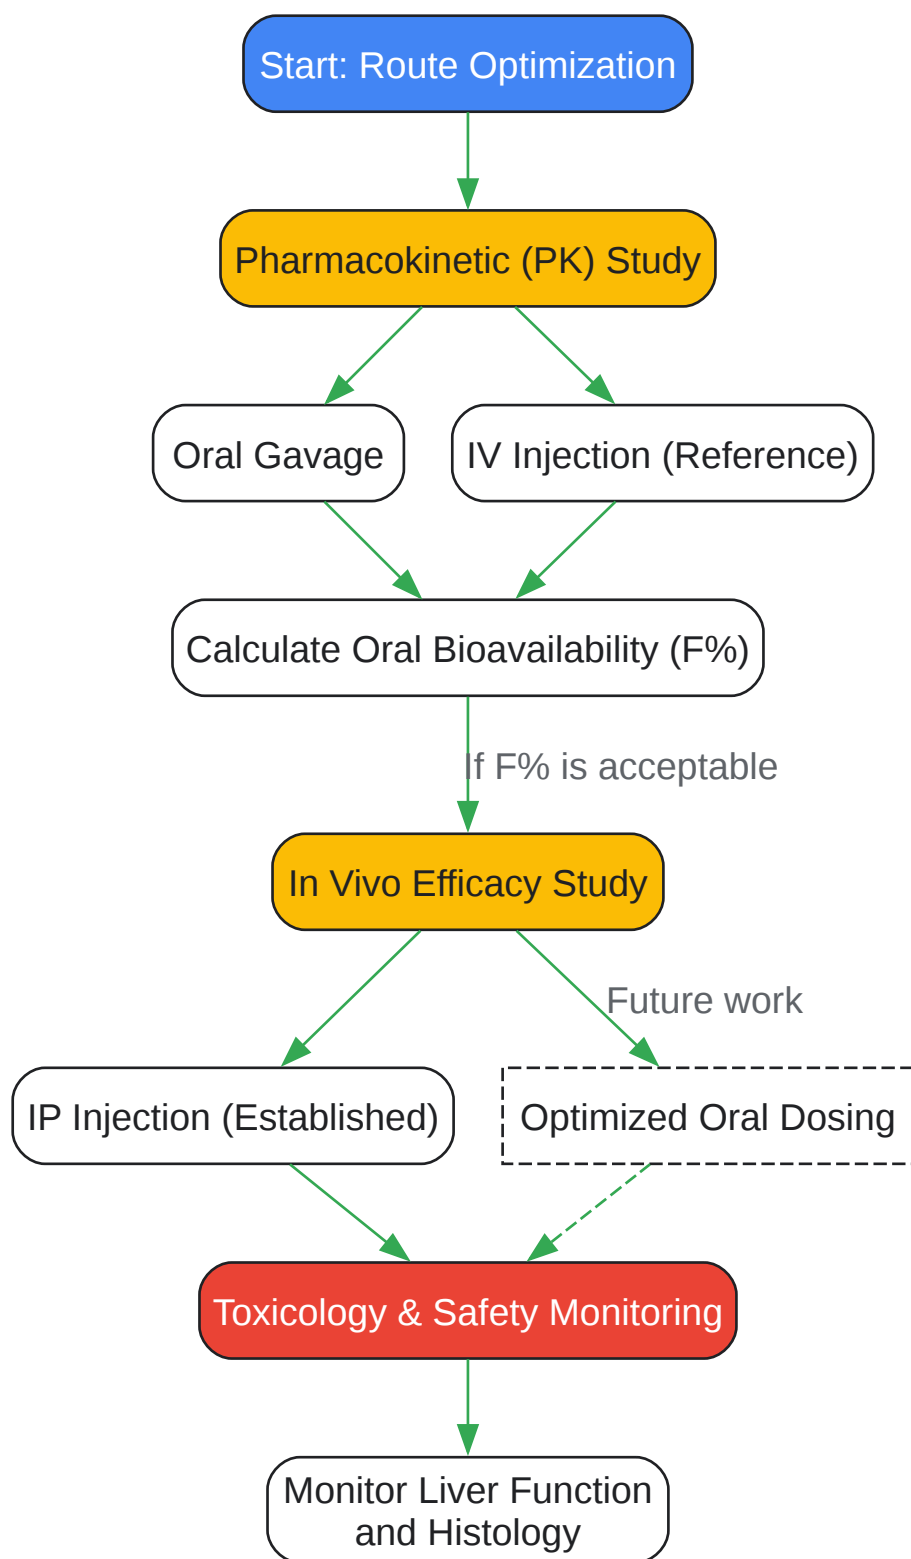 Start: Route Optimization
Pharmacokinetic (PK) Study
Oral Gavage
IV Injection (Reference)
Calculate Oral Bioavailability (F%)
If F% is acceptable
In Vivo Efficacy Study
Future work
IP Injection (Established)
Optimized Oral Dosing
Toxicology & Safety Monitoring
Monitor Liver Function
and Histology